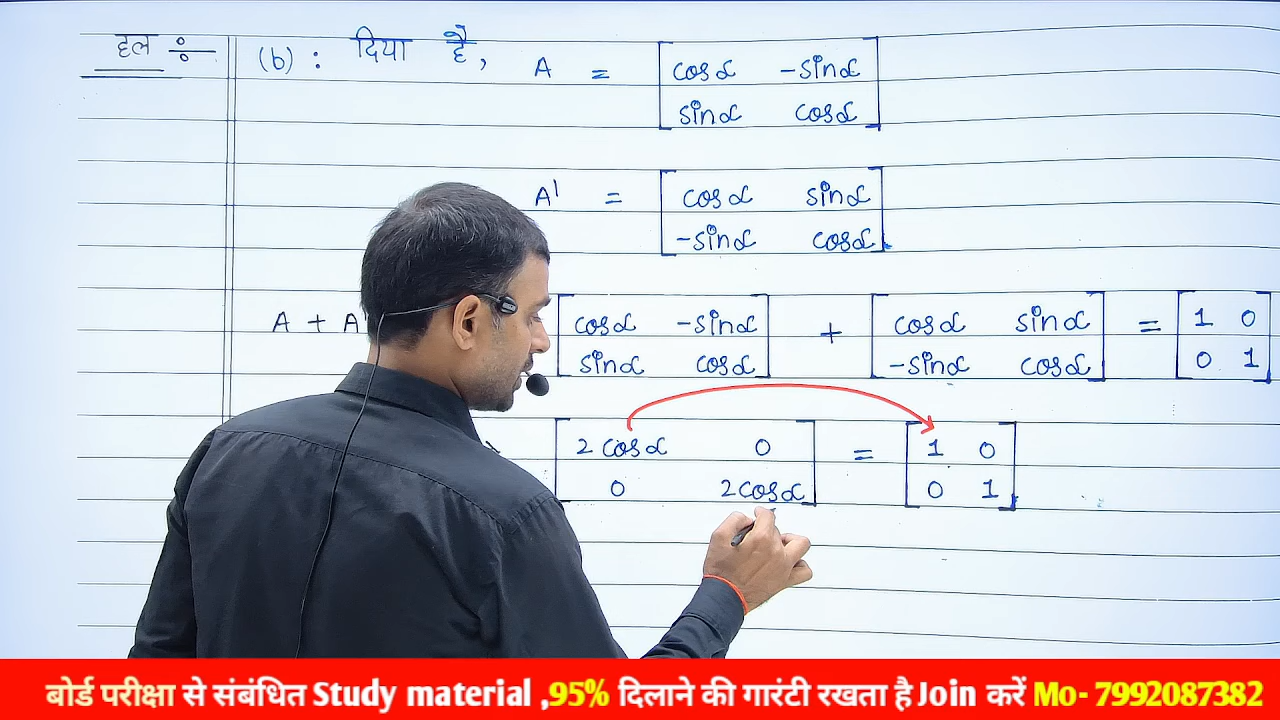 हल ÷ (b) : दिया है, A = [cosα -sinα
sinα cosα]
A' = [cosα sinα
-sinα cosα]
A + A' [cosα -sinα + [cosα sinα = [1 0
sinα cosα] -sinα cosα] 0 1]
[2cosα 0 = [1 0
0 2cosα] 0 1]
बोर्ड परीक्षा से संबंधित Study material ,95% दिलाने की गारंटी रखता है Join करें Mo- 7992087382